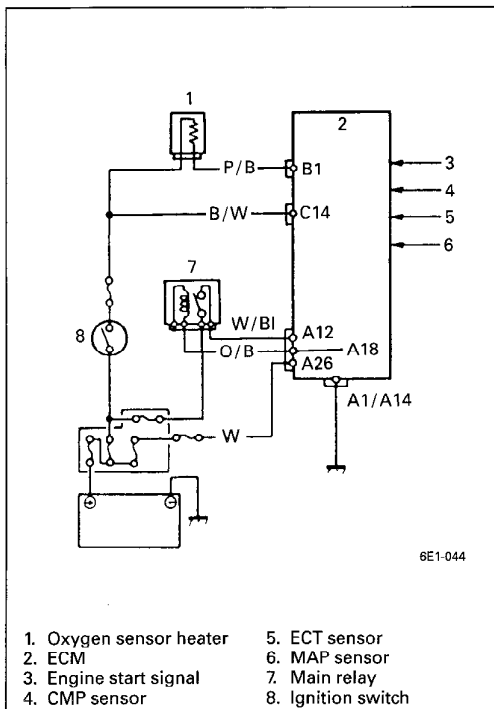 1
2
P/B
B1
3
4
B/W
C14
5
6
7
8
W/Bl
A12
O/B
A18
A26
W
A1/A14
6E1-044
1. Oxygen sensor heater
2. ECM
3. Engine start signal
4. CMP sensor
5. ECT sensor
6. MAP sensor
7. Main relay
8. Ignition switch